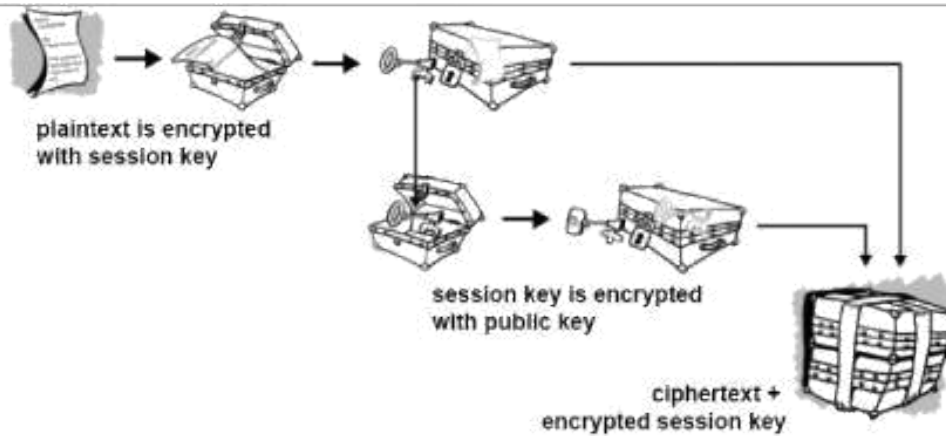 plaintext is encrypted
with session key
session key is encrypted
with public key
ciphertext +
encrypted session key